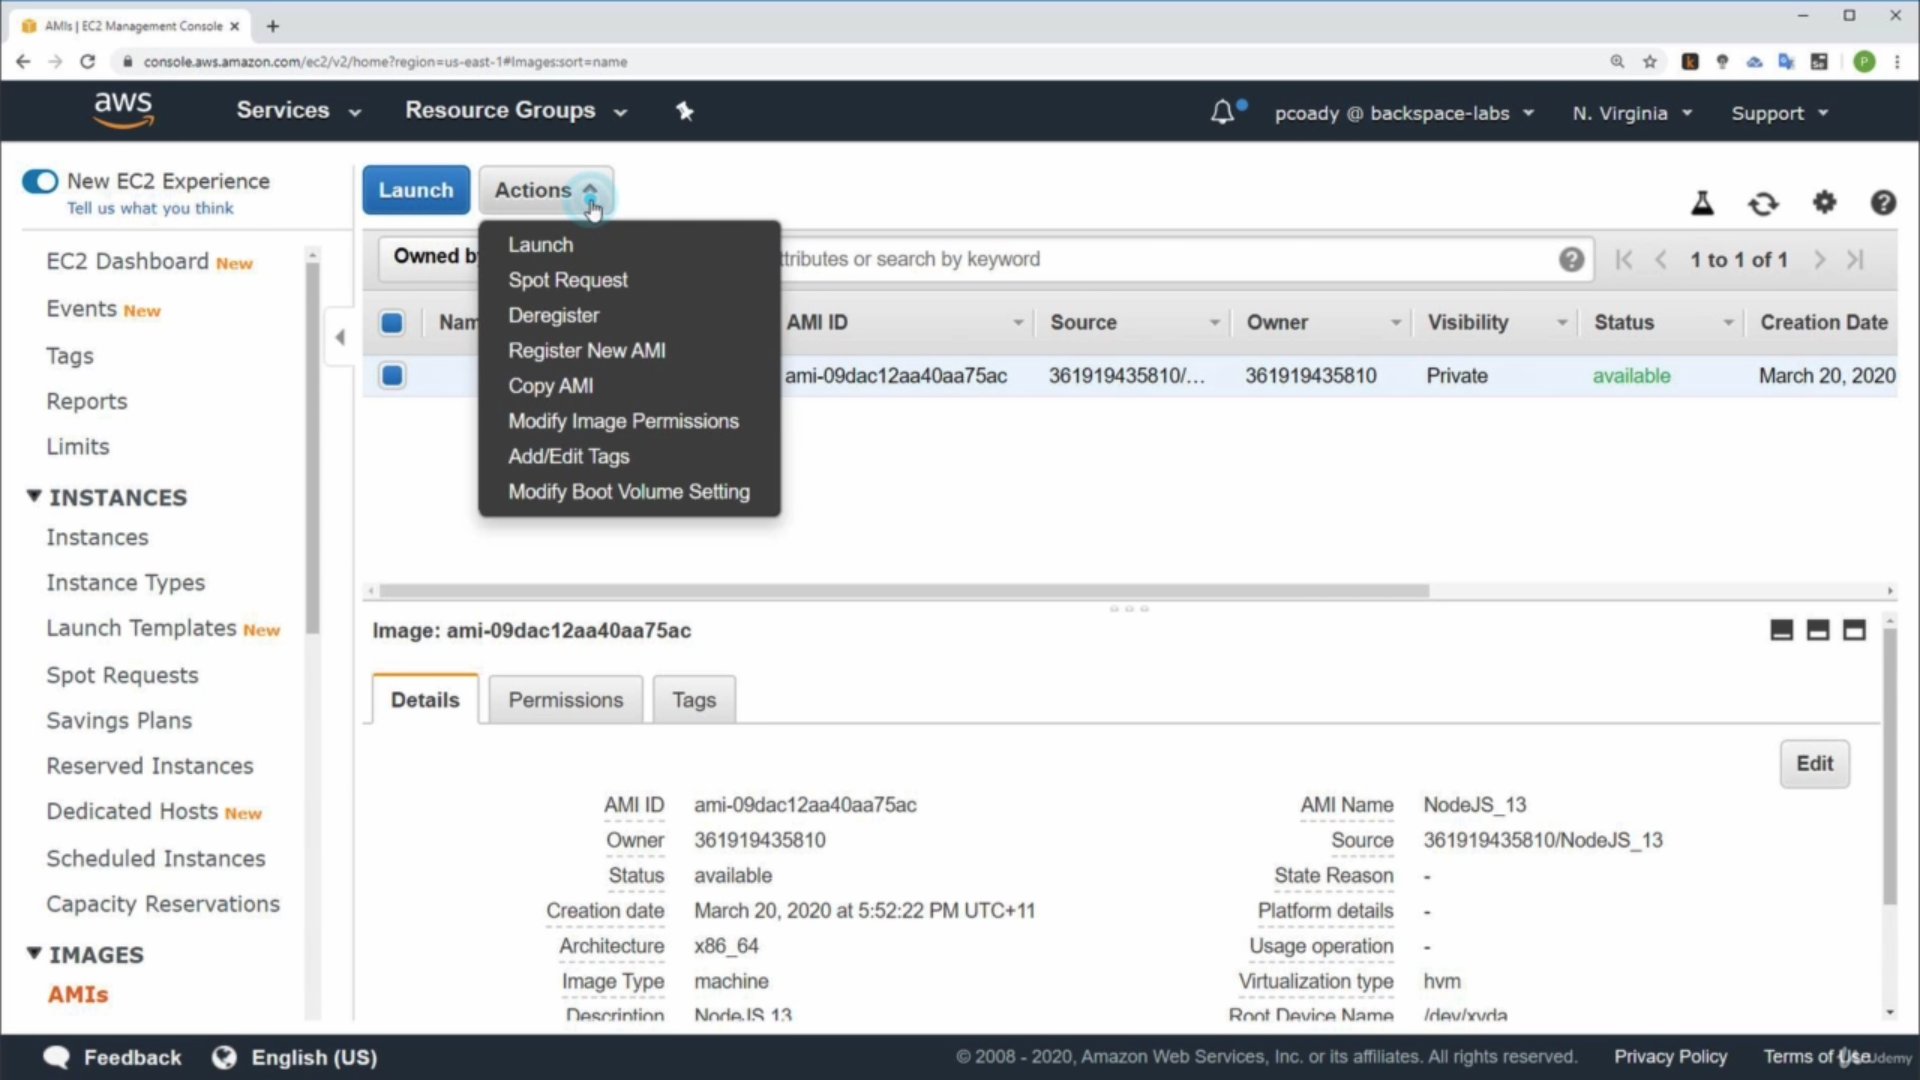 AMIs | EC2 Management Console
console.aws.amazon.com/ec2/v2/home?region=us-east-1#Images:sort=name
P
aws
Services
Resource Groups
pcoady @ backspace-labs
N. Virginia
Support
New EC2 Experience
Tell us what you think
EC2 Dashboard New
Events New
Tags
Reports
Limits
INSTANCES
Instances
Instance Types
Launch Templates New
Spot Requests
Savings Plans
Reserved Instances
Dedicated Hosts New
Scheduled Instances
Capacity Reservations
IMAGES
AMIs
Launch
Actions
Launch
Spot Request
Deregister
Register New AMI
Copy AMI
Modify Image Permissions
Add/Edit Tags
Modify Boot Volume Setting
Owned by
ttributes or search by keyword
1 to 1 of 1
Nam
AMI ID
Source
Owner
Visibility
Status
Creation Date
ami-09dac12aa40aa75ac
361919435810/...
361919435810
Private
available
March 20, 2020
Image: ami-09dac12aa40aa75ac
Details
Permissions
Tags
Edit
AMI ID ami-09dac12aa40aa75ac
Owner 361919435810
Status available
Creation date March 20, 2020 at 5:52:22 PM UTC+11
Architecture x86_64
Image Type machine
Description NodeJS 13
AMI Name NodeJS_13
Source 361919435810/NodeJS_13
State Reason -
Platform details -
Usage operation -
Virtualization type hvm
Root Device Name /dev/xvda
Feedback
English (US)
© 2008 - 2020, Amazon Web Services, Inc. or its affiliates. All rights reserved.
Privacy Policy
Terms of Use
Udemy